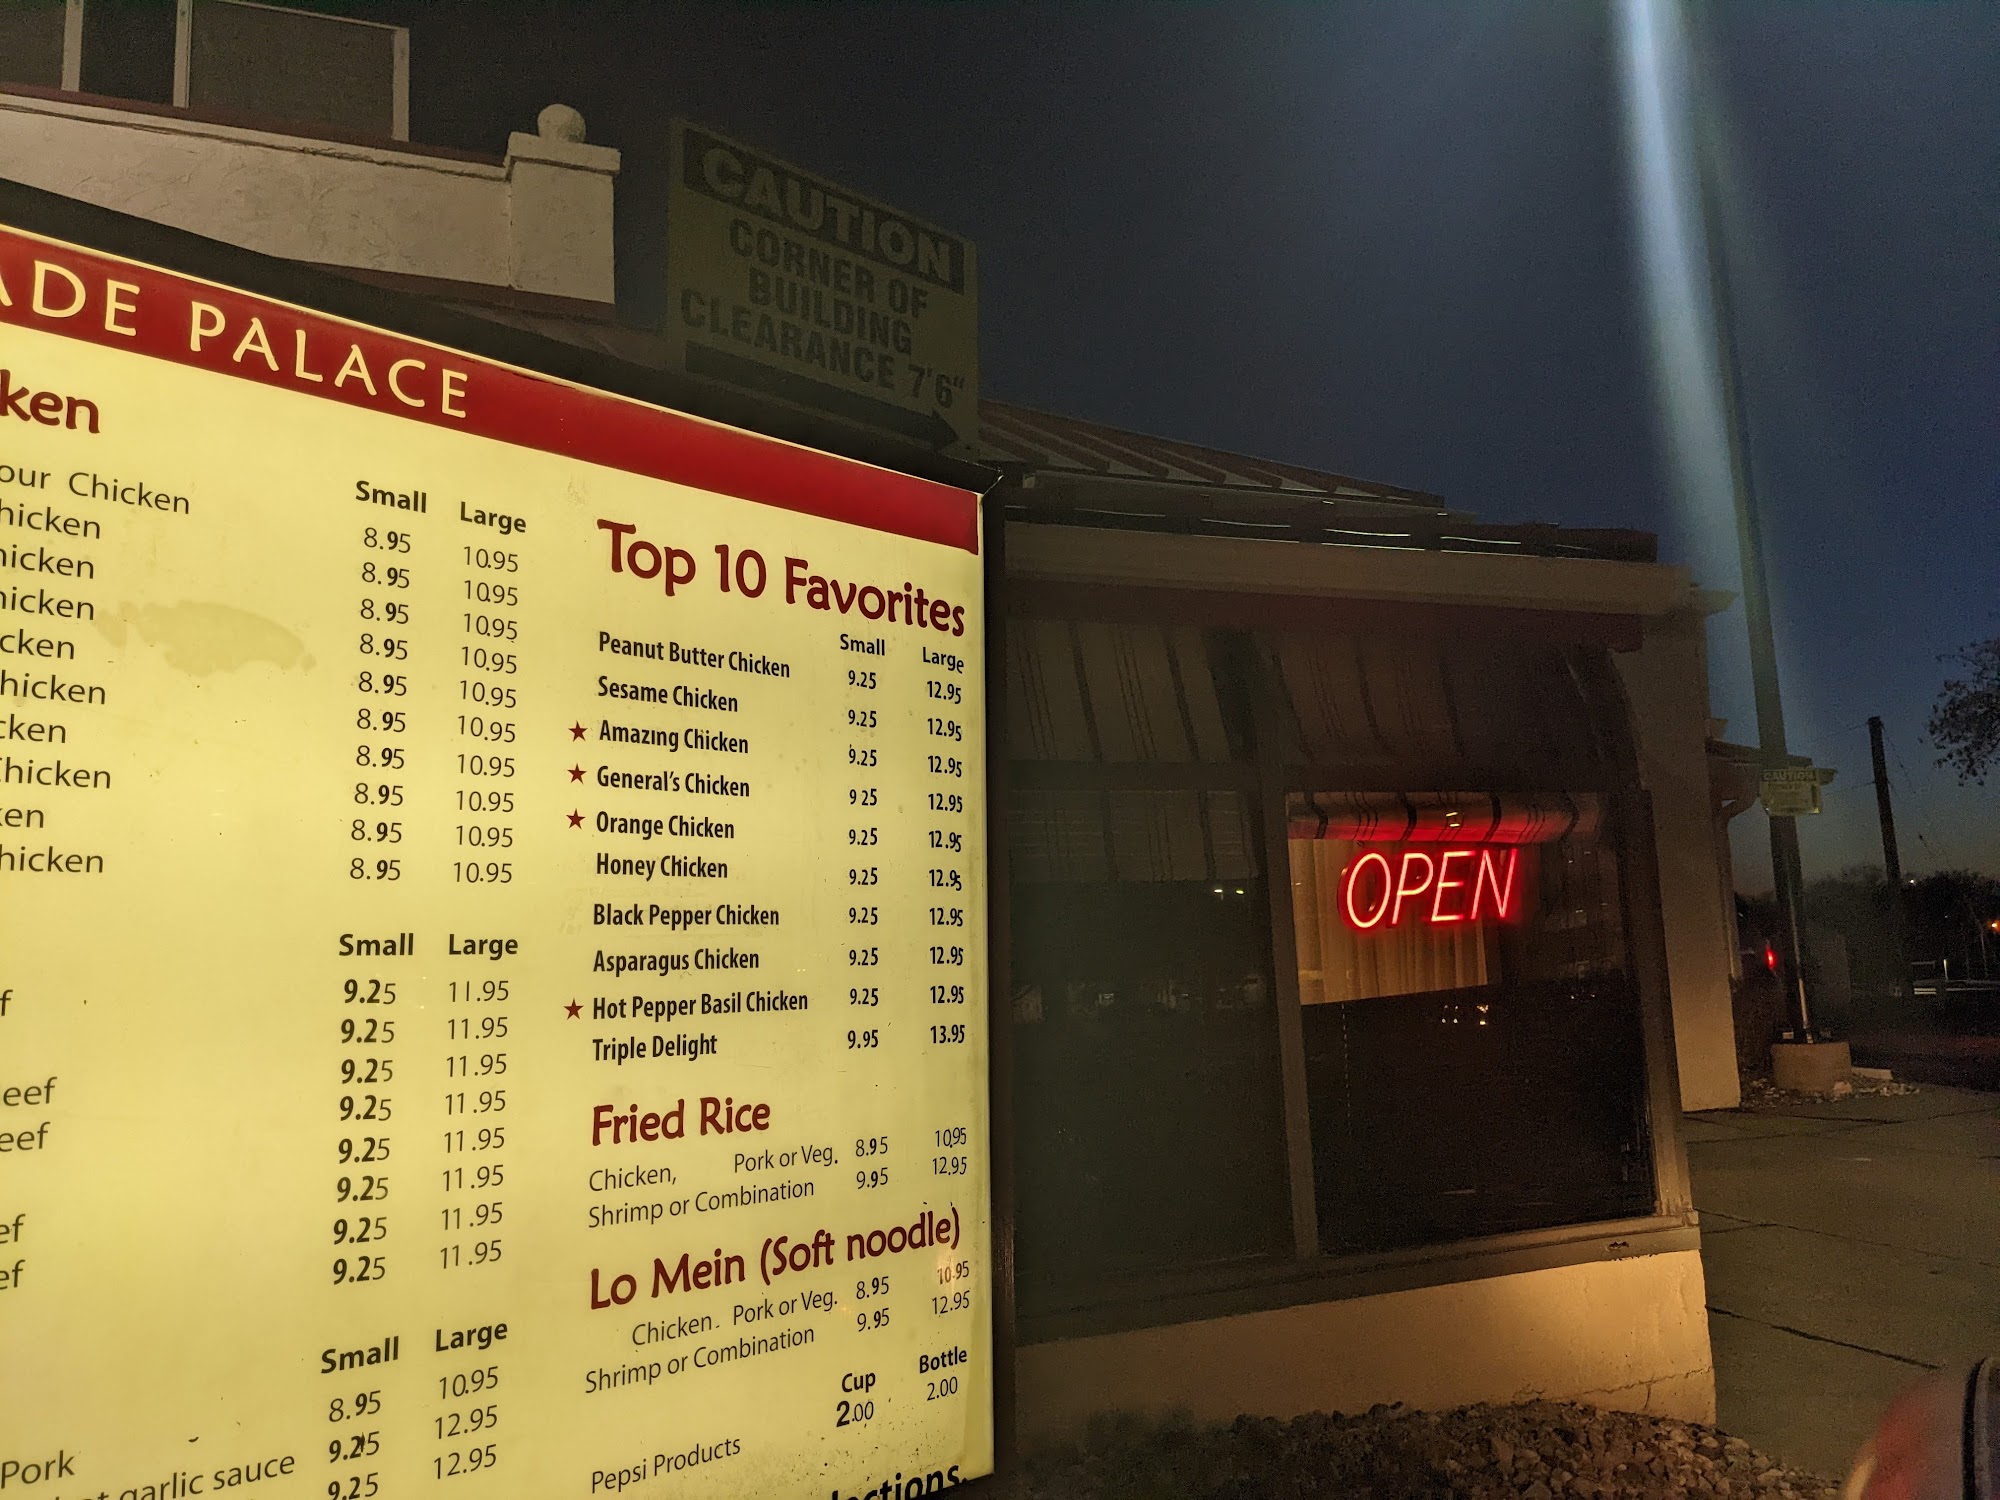 CAUTION
CORNER OF
BUILDING
CLEARANCE 7'6"
ADE PALACE
ken
Small Large
our Chicken 8.95 10.95
hicken 8.95 10.95
hicken 8.95 10.95
hicken 8.95 10.95
cken 8.95 10.95
hicken 8.95 10.95
cken 8.95 10.95
Chicken 8.95 10.95
ken 8.95 10.95
hicken 8.95 10.95
Small Large
f 9.25 11.95
9.25 11.95
9.25 11.95
eef 9.25 11.95
eef 9.25 11.95
9.25 11.95
ef 9.25 11.95
ef 9.25 11.95
Small Large
8.95 10.95
Pork 9.25 12.95
garlic sauce 9.25 12.95
Top 10 Favorites
Small Large
Peanut Butter Chicken 9.25 12.95
Sesame Chicken 9.25 12.95
★ Amazing Chicken 9.25 12.95
★ General's Chicken 9 25 12.95
★ Orange Chicken 9.25 12.95
Honey Chicken 9.25 12.95
Black Pepper Chicken 9.25 12.95
Asparagus Chicken 9.25 12.95
★ Hot Pepper Basil Chicken 9.25 12.95
Triple Delight 9.95 13.95
Fried Rice
Chicken, Pork or Veg. 8.95 10.95
Shrimp or Combination 9.95 12.95
Lo Mein (Soft noodle)
Chicken. Pork or Veg. 8.95 10.95
Shrimp or Combination 9.95 12.95
Cup Bottle
Pepsi Products 2.00 2.00
OPEN
CAUTION